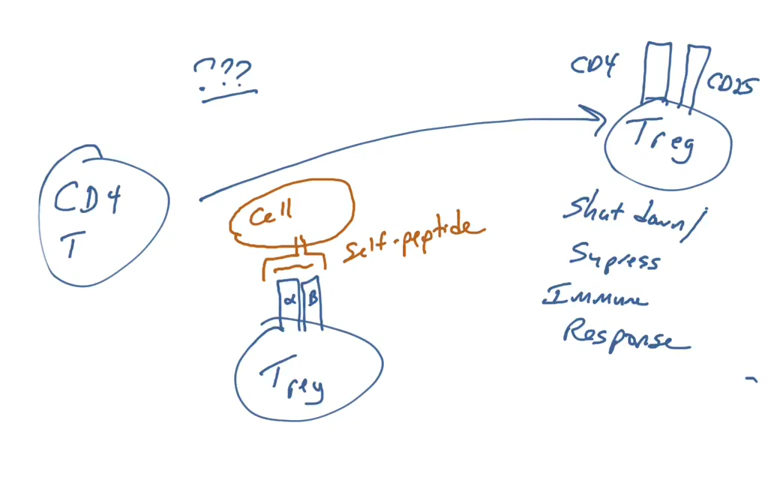 ???
CD4
CD25
Treg
CD4
T
Cell
Self-peptide
α β
Treg
Shut down/
Supress
Immune
Response